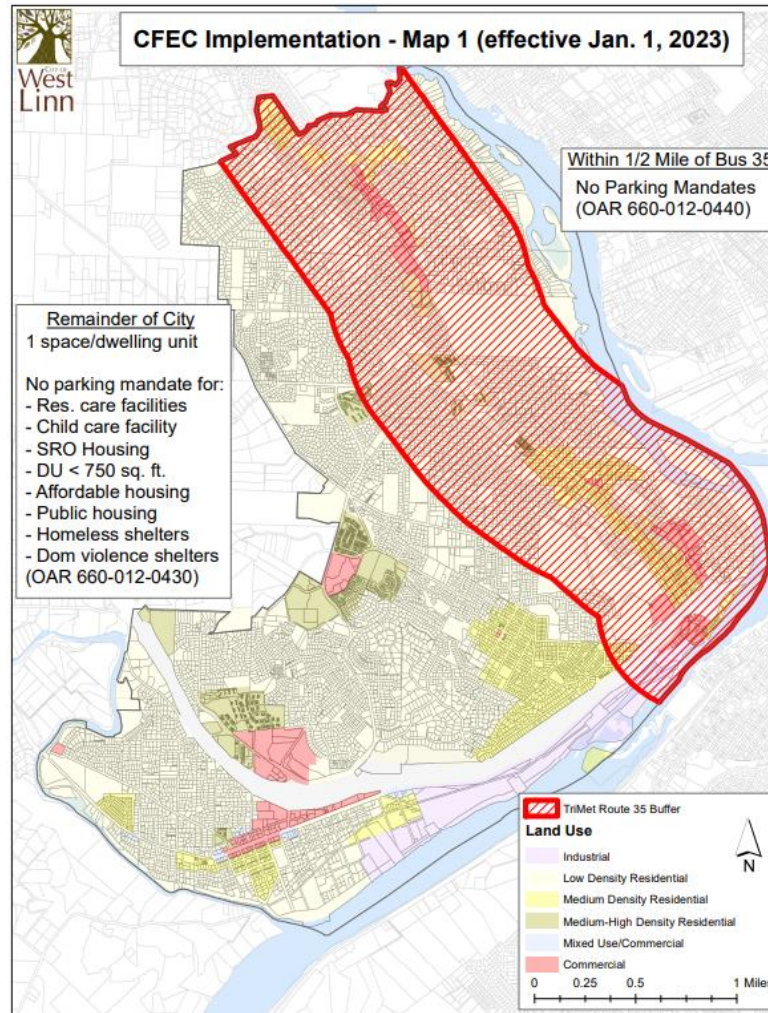 CITY OF
West
Linn
CFEC Implementation - Map 1 (effective Jan. 1, 2023)
Within 1/2 Mile of Bus 35
No Parking Mandates
(OAR 660-012-0440)
Remainder of City
1 space/dwelling unit
No parking mandate for:
- Res. care facilities
- Child care facility
- SRO Housing
- DU < 750 sq. ft.
- Affordable housing
- Public housing
- Homeless shelters
- Dom violence shelters
(OAR 660-012-0430)
TriMet Route 35 Buffer
Land Use
Industrial
Low Density Residential
Medium Density Residential
Medium-High Density Residential
Mixed Use/Commercial
Commercial
N
0 0.25 0.5 1 Miles